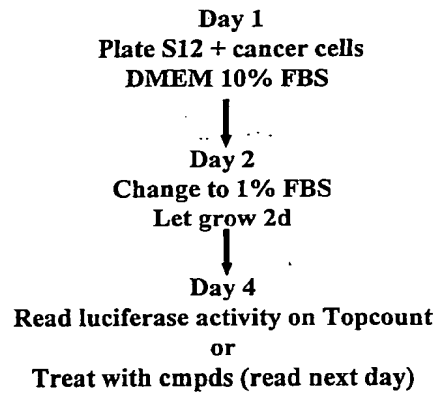 Day 1
Plate S12 + cancer cells
DMEM 10% FBS
Day 2
Change to 1% FBS
Let grow 2d
Day 4
Read luciferase activity on Topcount
or
Treat with cmpds (read next day)